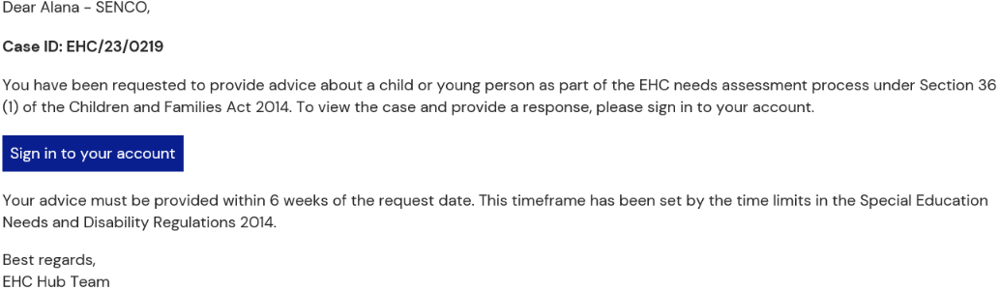 Dear Alana - SENCO,
Case ID: EHC/23/0219
You have been requested to provide advice about a child or young person as part of the EHC needs assessment process under Section 36
(1) of the Children and Families Act 2014. To view the case and provide a response, please sign in to your account.
Sign in to your account
Your advice must be provided within 6 weeks of the request date. This timeframe has been set by the time limits in the Special Education
Needs and Disability Regulations 2014.
Best regards,
EHC Hub Team